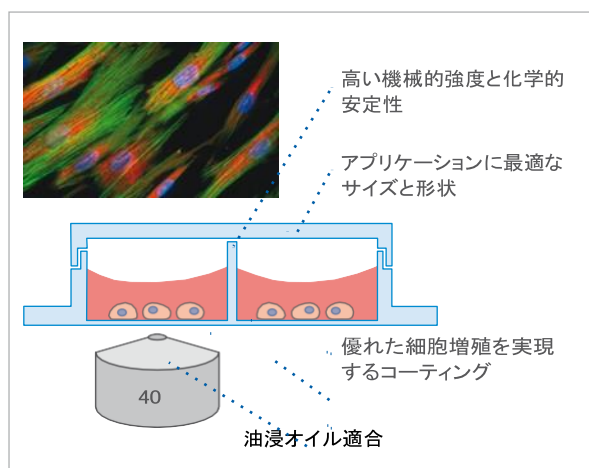 高い機械的強度と化学的
安定性
アプリケーションに最適な
サイズと形状
優れた細胞増殖を実現
するコーティング
40
油浸オイル適合